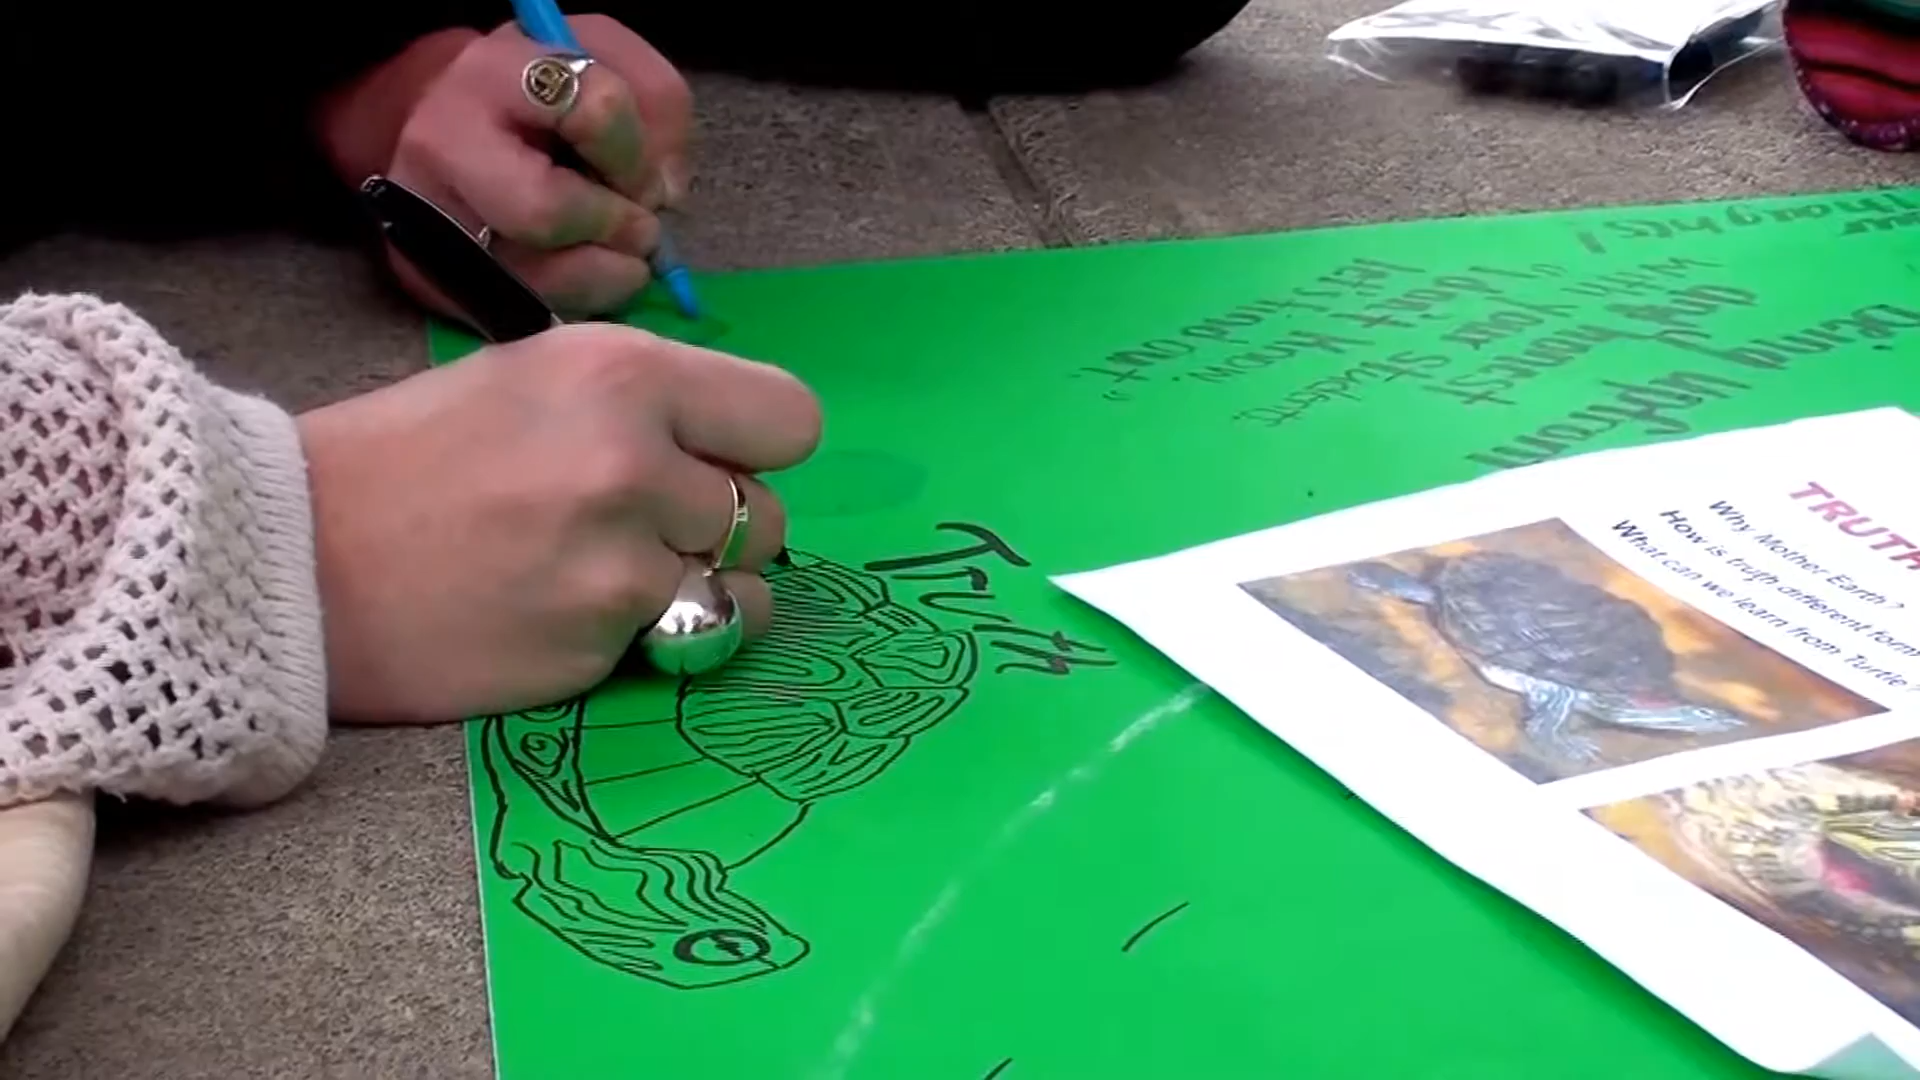 Truth
TRUTH
Why Mother Earth?
How is truth different form
What can we learn from Turtle?
Being upfront
and honest
with your students
"I don't know.
let's find out."